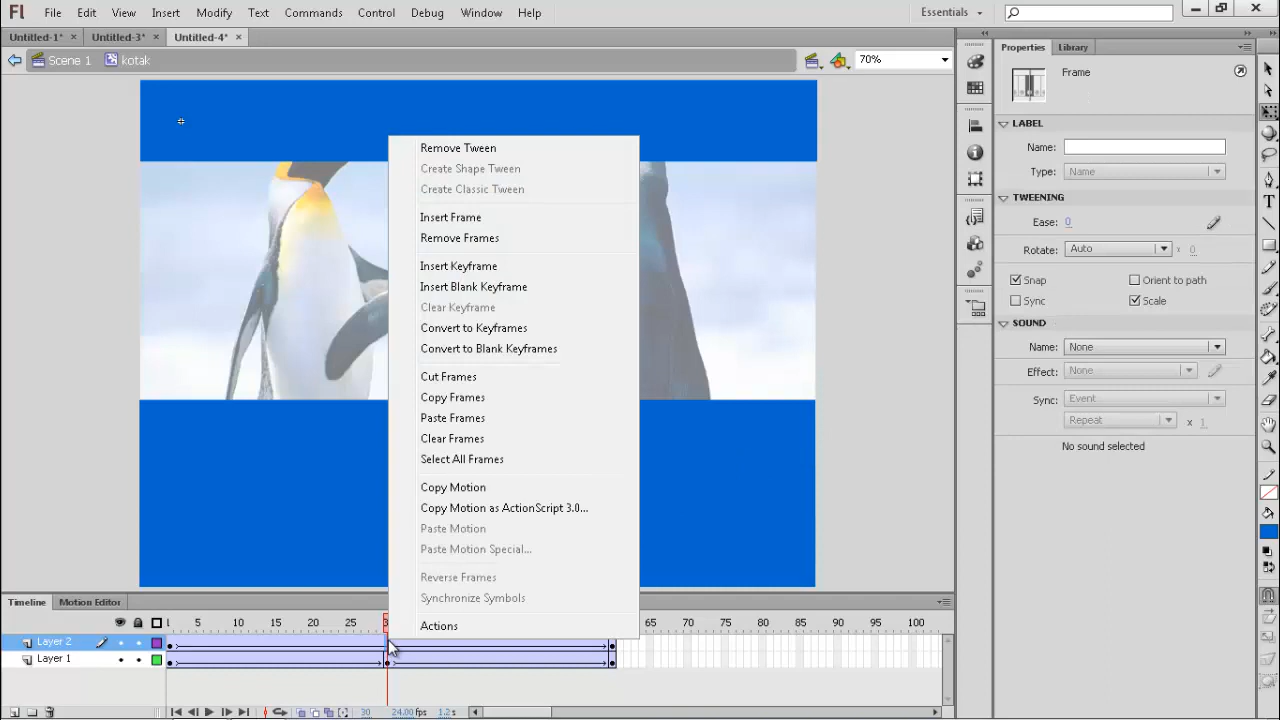 Fl File Edit View Insert Modify Text Commands Control Debug Window Help Essentials
Untitled-1* × Untitled-3* × Untitled-4* ×
Scene 1 kotak 70%
Remove Tween
Create Shape Tween
Create Classic Tween
Insert Frame
Remove Frames
Insert Keyframe
Insert Blank Keyframe
Clear Keyframe
Convert to Keyframes
Convert to Blank Keyframes
Cut Frames
Copy Frames
Paste Frames
Clear Frames
Select All Frames
Copy Motion
Copy Motion as ActionScript 3.0...
Paste Motion
Paste Motion Special...
Reverse Frames
Synchronize Symbols
Actions
Properties Library
Frame
LABEL
Name:
Type: Name
TWEENING
Ease: 0
Rotate: Auto x 0
Snap Orient to path
Sync Scale
SOUND
Name: None
Effect: None
Sync: Event
Repeat x 1
No sound selected
Timeline Motion Editor
1 5 10 15 20 25 65 70 75 80 85 90 95 100
Layer 2
Layer 1
30 24.00 fps 1.2 s